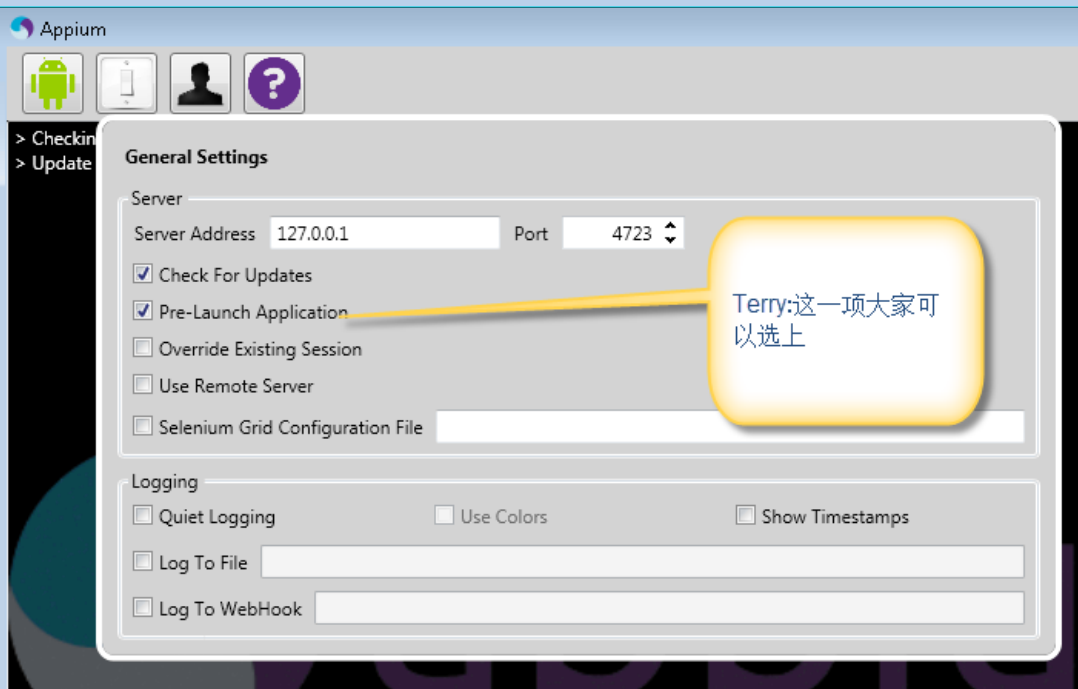 Appium
> Checkin
> Update
General Settings
Server
Server Address 127.0.0.1 Port 4723
Check For Updates
Pre-Launch Application
Terry:这一项大家可
以选上
Override Existing Session
Use Remote Server
Selenium Grid Configuration File
Logging
Quiet Logging Use Colors Show Timestamps
Log To File
Log To WebHook